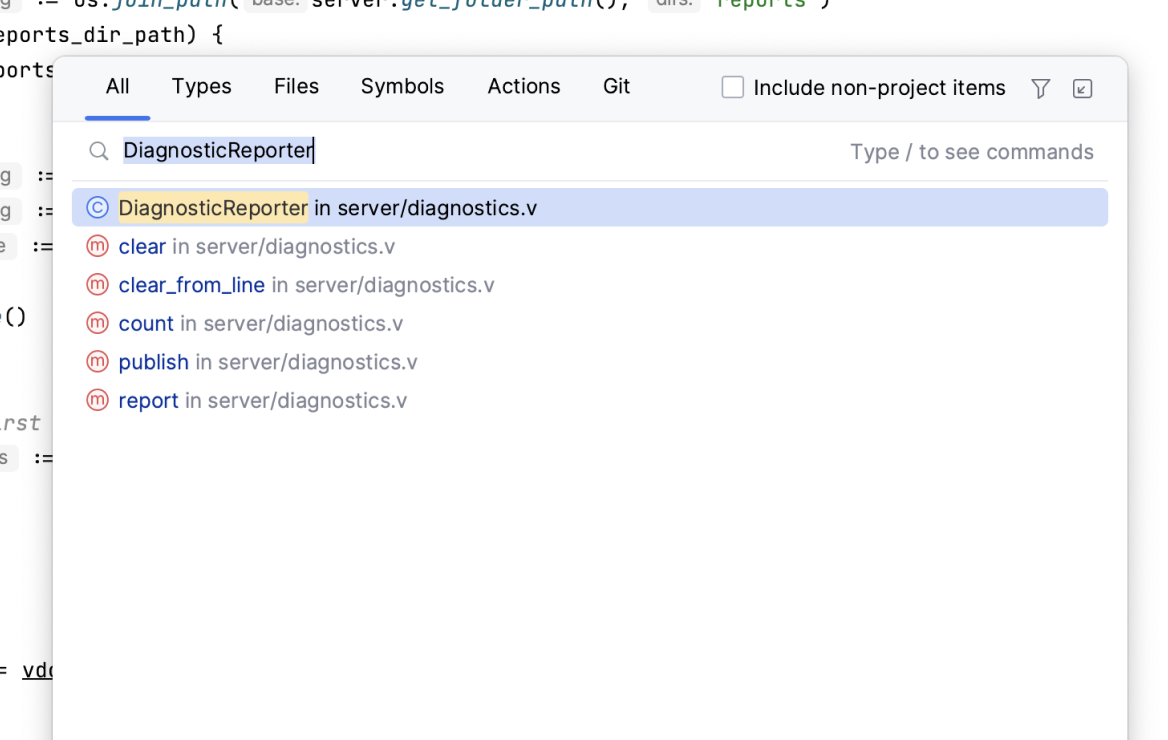 := os.join_path( base: server.get_folder_path(), dirs: 'reports')
eports_dir_path) {
ports
All Types Files Symbols Actions Git Include non-project items
DiagnosticReporter Type / to see commands
g :=
DiagnosticReporter in server/diagnostics.v
g :=
clear in server/diagnostics.v
e :=
clear_from_line in server/diagnostics.v
()
count in server/diagnostics.v
publish in server/diagnostics.v
report in server/diagnostics.v
rst
s :=
= vdo